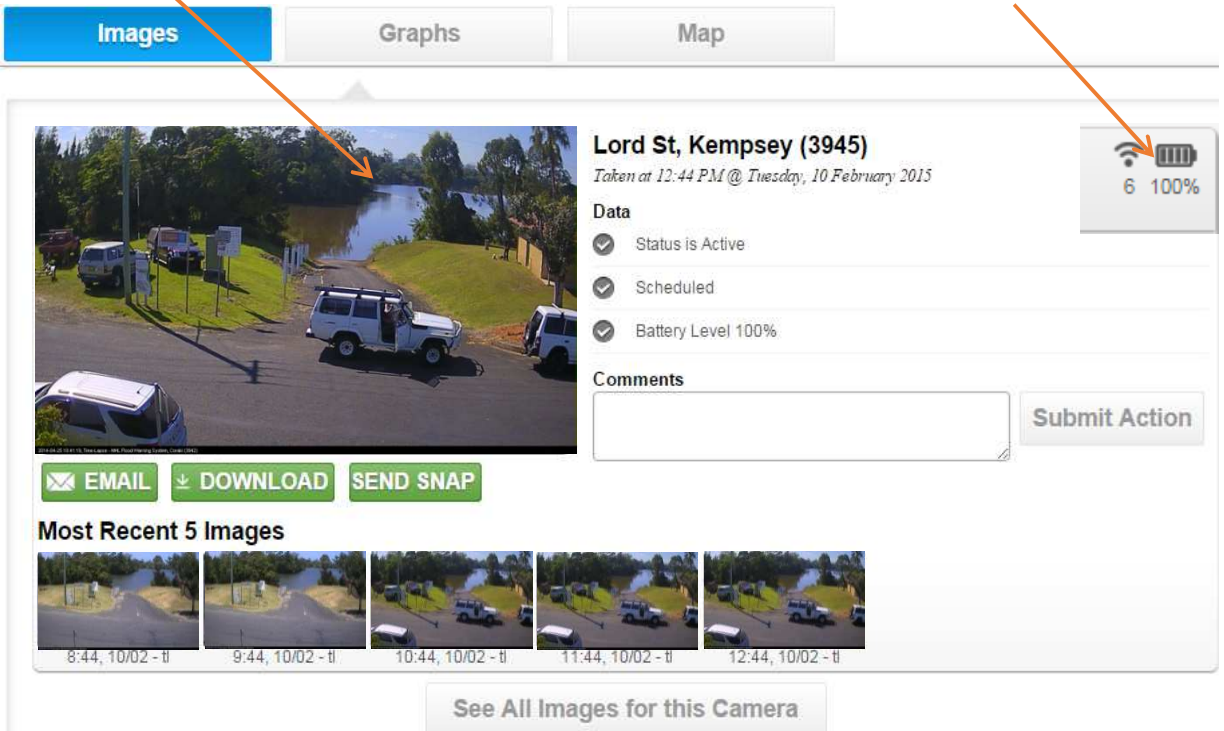 Images Graphs Map
Lord St, Kempsey (3945)
Taken at 12:44 PM @ Tuesday, 10 February 2015
6 100%
Data
Status is Active
Scheduled
Battery Level 100%
Comments
Submit Action
EMAIL DOWNLOAD SEND SNAP
Most Recent 5 Images
8:44, 10/02 - tl 9:44, 10/02 - tl 10:44, 10/02 - tl 11:44, 10/02 - tl 12:44, 10/02 - tl
See All Images for this Camera